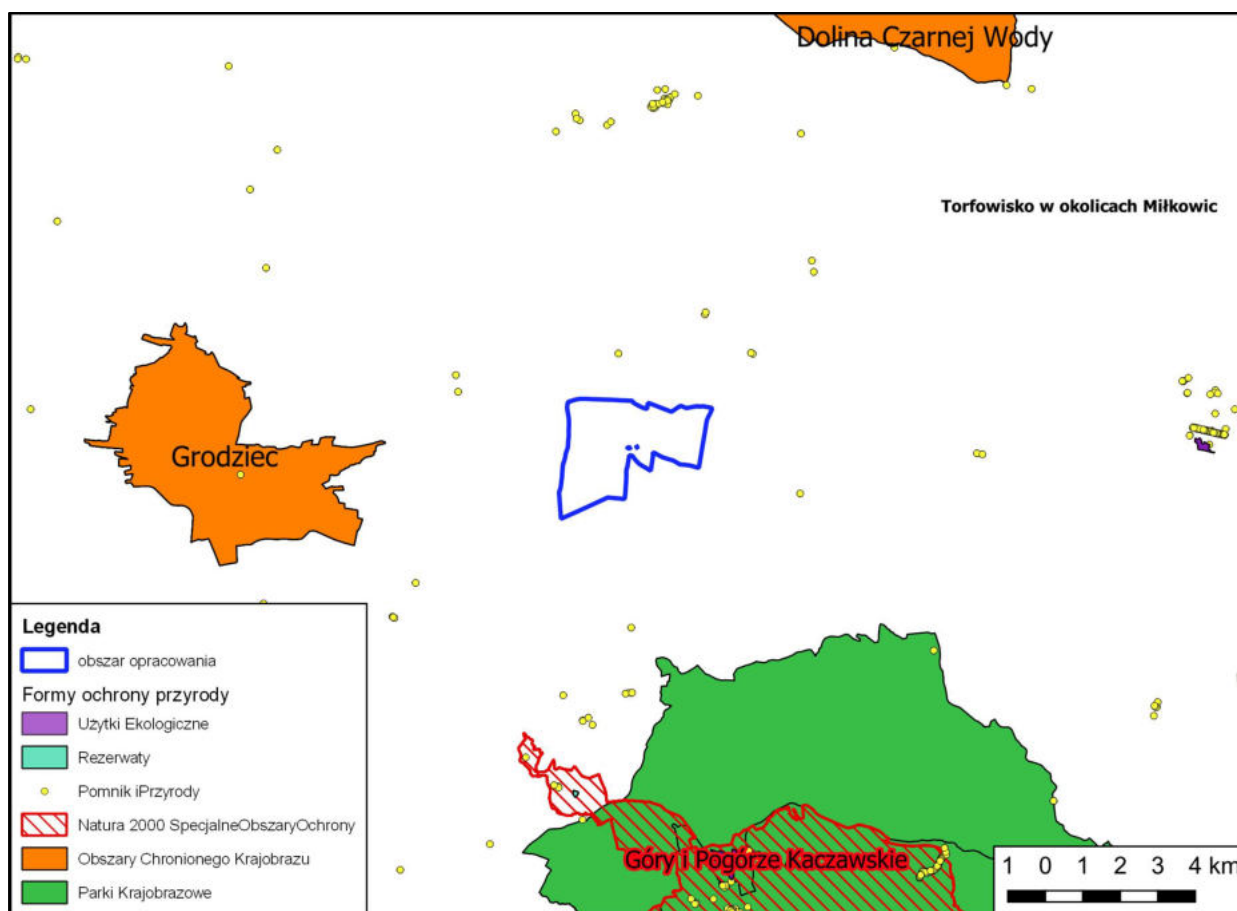 Dolina Czarnej Wody
Torfowisko w okolicach Miłkowic
Grodziec
Legenda
obszar opracowania
Formy ochrony przyrody
Użytki Ekologiczne
Rezerwaty
Pomnik iPrzyrody
Natura 2000 SpecjalneObszaryOchrony
Obszary Chronionego Krajobrazu
Parki Krajobrazowe
Góry i Pogórze Kaczawskie
1 0 1 2 3 4 km